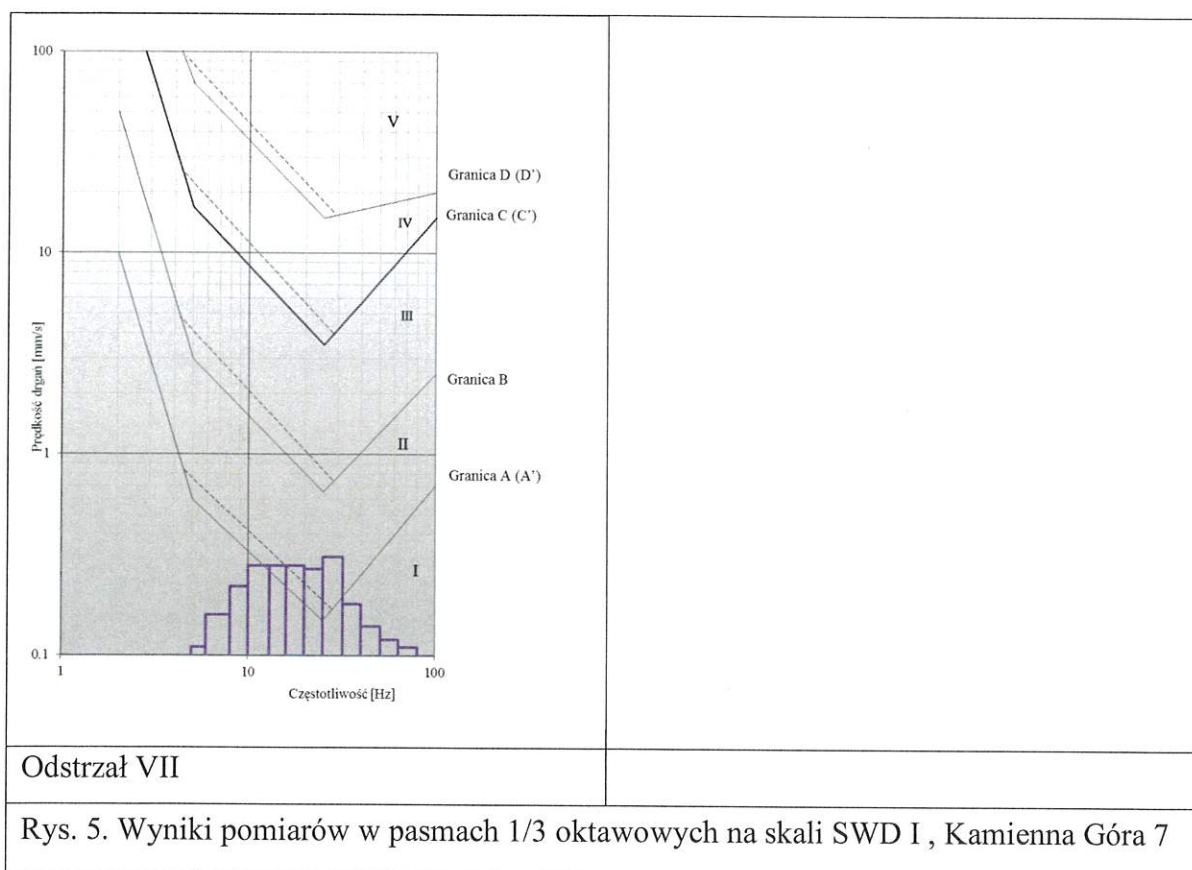 100
V
Granica D (D')
Granica C (C')
IV
10
III
Prędkość drgań [mm/s]
Granica B
II
1
Granica A (A')
I
0.1
1
10
100
Częstotliwość [Hz]
Odstrzał VII
Rys. 5. Wyniki pomiarów w pasmach 1/3 oktawowych na skali SWD I , Kamienna Góra 7